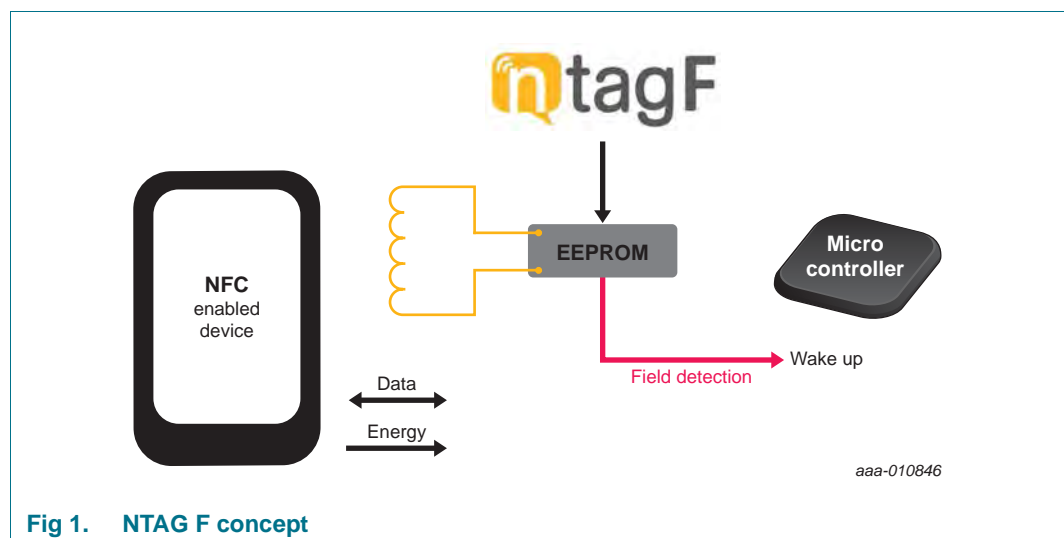 ntagF
EEPROM
Micro
controller
NFC
enabled
device
Wake up
Field detection
Data
Energy
aaa-010846
Fig 1. NTAG F concept